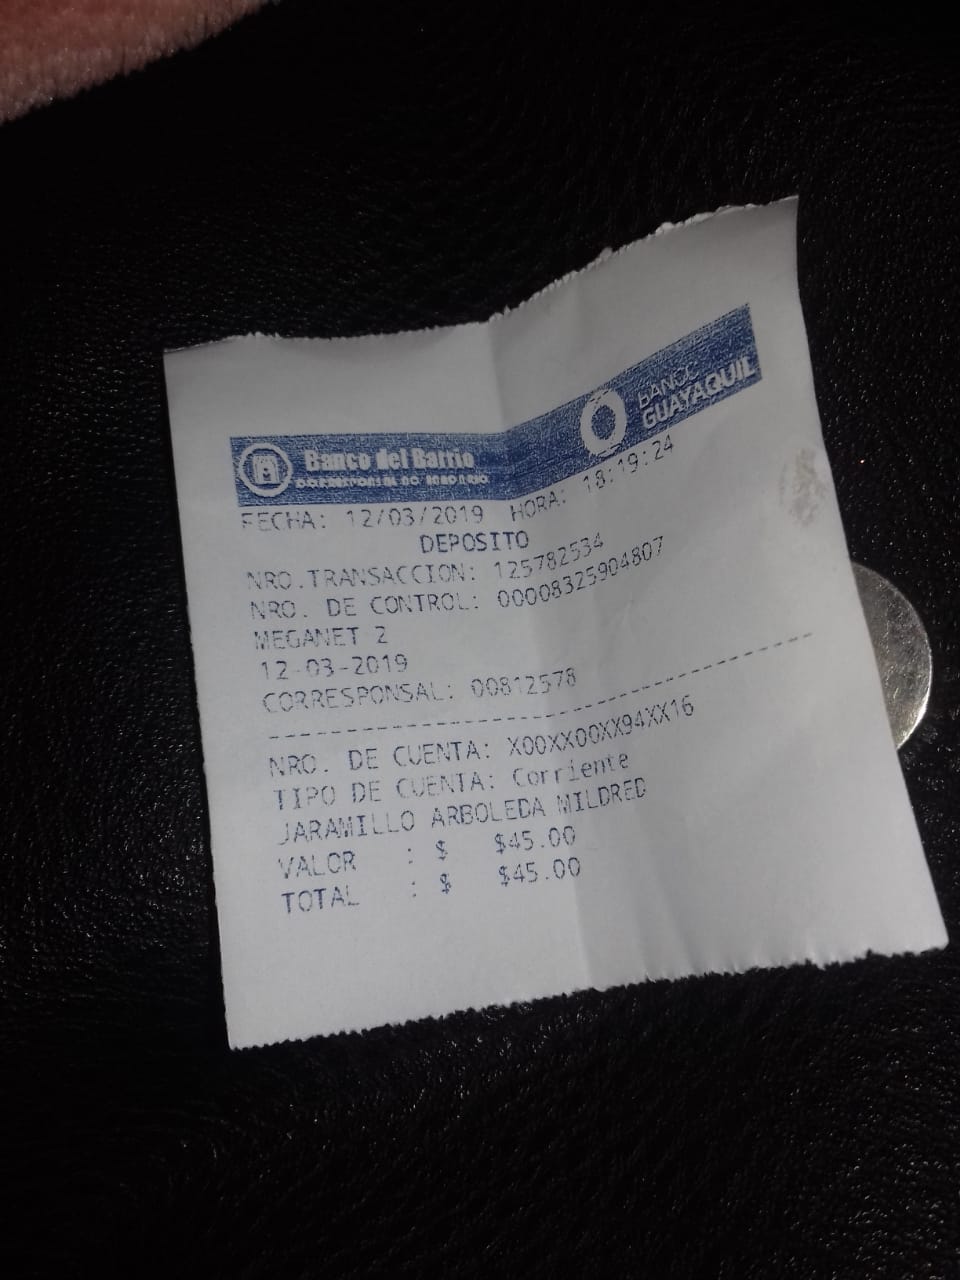 Banco del Barrio
BANCO GUAYAQUIL
FECHA: 12/03/2019 HORA: 18:19:24
DEPOSITO
NRO.TRANSACCION: 125782534
NRO. DE CONTROL: 00008325904807
MEGANET 2
12-03-2019
CORRESPONSAL: 00812578
NRO. DE CUENTA: X00XX00XX94XX16
TIPO DE CUENTA: Corriente
JARAMILLO ARBOLEDA MILDRED
VALOR : $ $45.00
TOTAL : $ $45.00